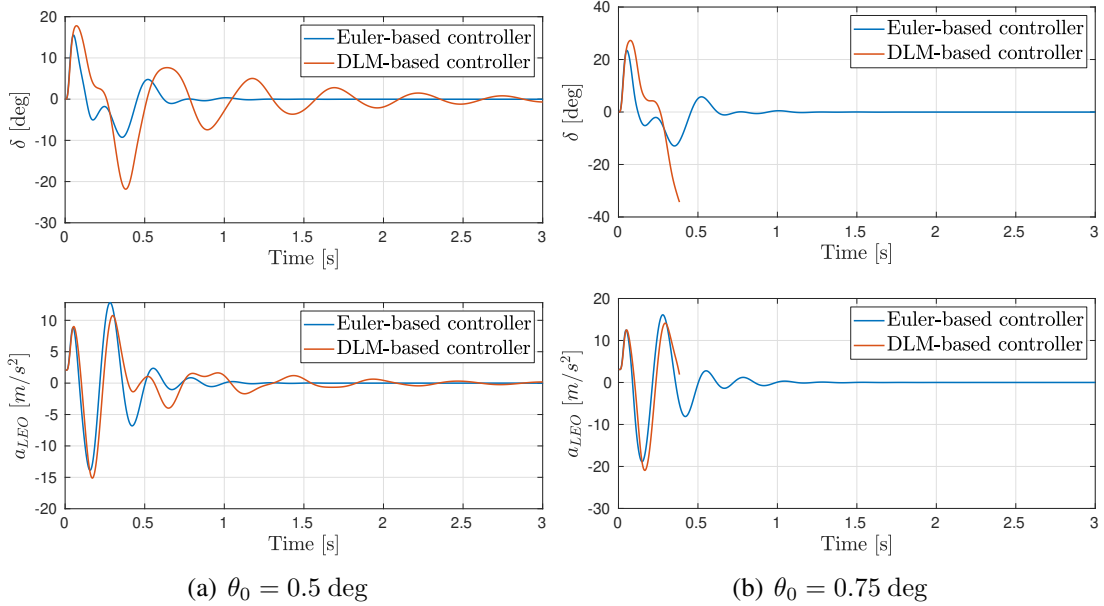 20
10
0
-10
-20
-30
δ [deg]
0 0.5 1 1.5 2 2.5 3
Time [s]
Euler-based controller
DLM-based controller
10
5
0
-5
-10
-15
-20
a_{LEO} [m/s²]
0 0.5 1 1.5 2 2.5 3
Time [s]
Euler-based controller
DLM-based controller
(a) θ₀ = 0.5 deg
40
20
0
-20
-40
δ [deg]
0 0.5 1 1.5 2 2.5 3
Time [s]
Euler-based controller
DLM-based controller
20
10
0
-10
-20
-30
a_{LEO} [m/s²]
0 0.5 1 1.5 2 2.5 3
Time [s]
Euler-based controller
DLM-based controller
(b) θ₀ = 0.75 deg